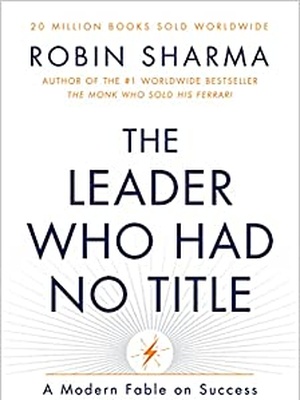 20 MILLION BOOKS SOLD WORLDWIDE
ROBIN SHARMA
AUTHOR OF THE #1 WORLDWIDE BESTSELLER
THE MONK WHO SOLD HIS FERRARI
THE
LEADER
WHO HAD
NO TITLE
A Modern Fable on Success